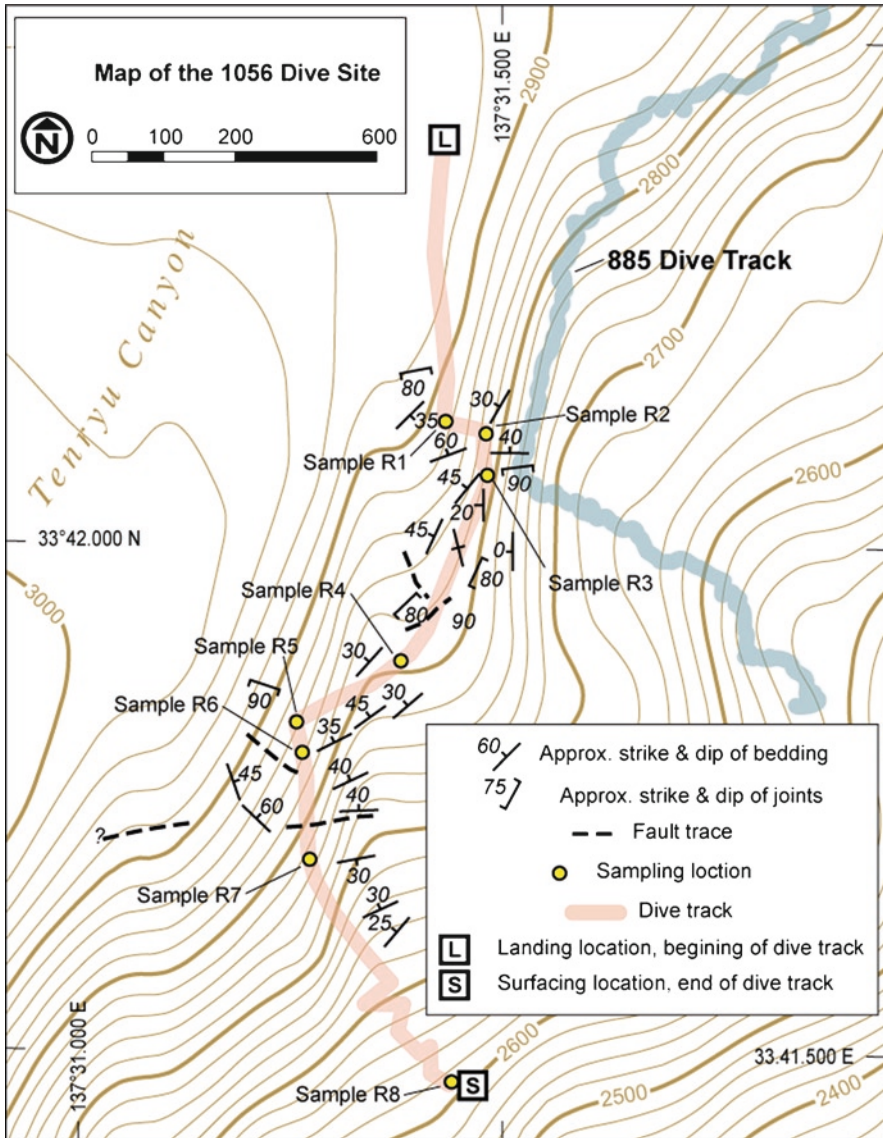 Map of the 1056 Dive Site
N
0 100 200 600
137°31.500 E
2900
L
2800
885 Dive Track
Tenryu Canyon
2700
80
30
35
Sample R2
Sample R1
60
40
2600
45
90
20
33°42.000 N
45
0
Sample R3
80
3000
Sample R4
80
90
30
Sample R5
90
30
Sample R6
45
35
45
40
60
40
?
Sample R7
30
30
25
60 Approx. strike & dip of bedding
75 Approx. strike & dip of joints
Fault trace
Sampling loction
Dive track
L Landing location, begining of dive track
S Surfacing location, end of dive track
137°31.000 E
2600
33.41.500 E
Sample R8
S
2500
2400